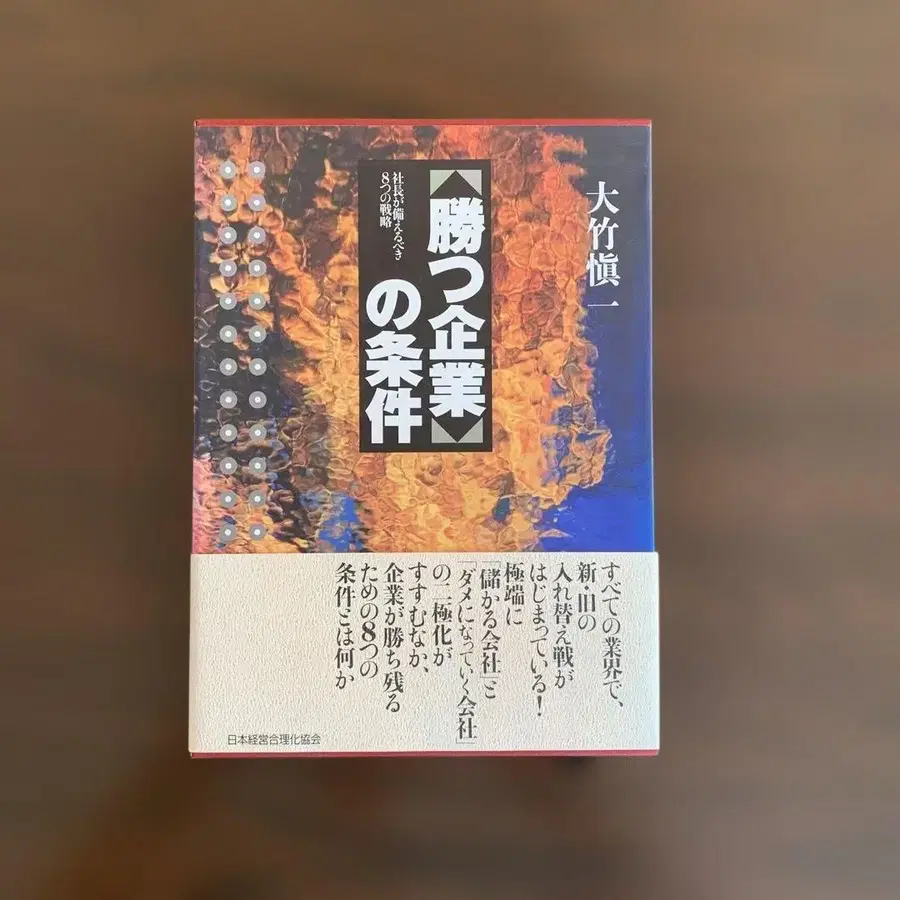 大竹愼一
【勝つ企業】
の条件
社長が備えるべき
8つの戦略
すべての業界で、
新・旧の
入れ替え戦が
はじまっている!
極端に
「儲かる会社」と
「ダメになっていく会社」
の二極化が
すすむなか、
企業が勝ち残る
ための8つの
条件とは何か
日本経営合理化協会